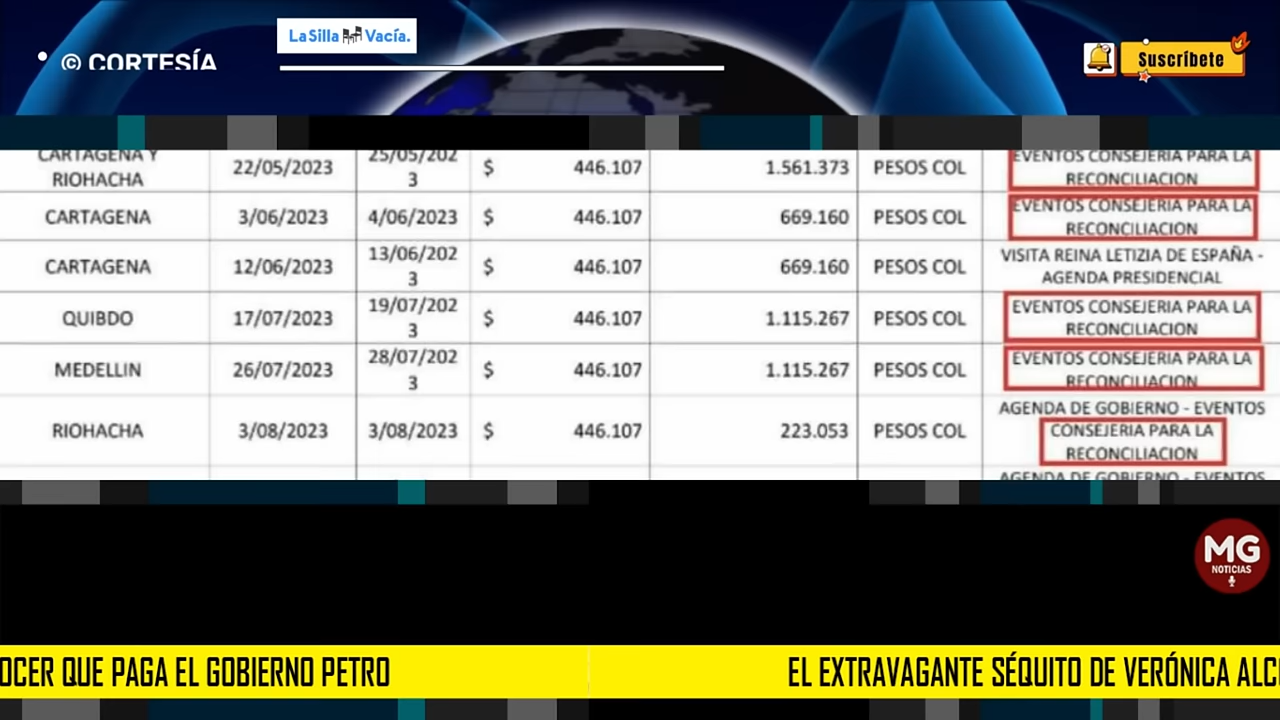 © CORTESÍA
La Silla Vacía.
Suscríbete
CARTAGENA Y
RIOHACHA
22/05/2023
25/05/202
3
$ 446.107
1.561.373
PESOS COL
EVENTOS CONSEJERIA PARA LA
RECONCILIACION
CARTAGENA
3/06/2023
4/06/2023
$ 446.107
669.160
PESOS COL
EVENTOS CONSEJERIA PARA LA
RECONCILIACION
CARTAGENA
12/06/2023
13/06/202
3
$ 446.107
669.160
PESOS COL
VISITA REINA LETIZIA DE ESPAÑA -
AGENDA PRESIDENCIAL
QUIBDO
17/07/2023
19/07/202
3
$ 446.107
1.115.267
PESOS COL
EVENTOS CONSEJERIA PARA LA
RECONCILIACION
MEDELLIN
26/07/2023
28/07/202
3
$ 446.107
1.115.267
PESOS COL
EVENTOS CONSEJERIA PARA LA
RECONCILIACION
RIOHACHA
3/08/2023
3/08/2023
$ 446.107
223.053
PESOS COL
AGENDA DE GOBIERNO - EVENTOS
CONSEJERIA PARA LA
RECONCILIACION
AGENDA DE GOBIERNO - EVENTOS
MG
NOTICIAS
OCER QUE PAGA EL GOBIERNO PETRO
EL EXTRAVAGANTE SÉQUITO DE VERÓNICA ALC